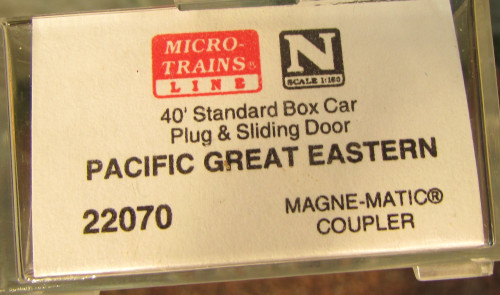 MICRO-
TRAINS®
LINE
N
SCALE 1:160
40' Standard Box Car
Plug & Sliding Door
PACIFIC GREAT EASTERN
22070
MAGNE-MATIC®
COUPLER